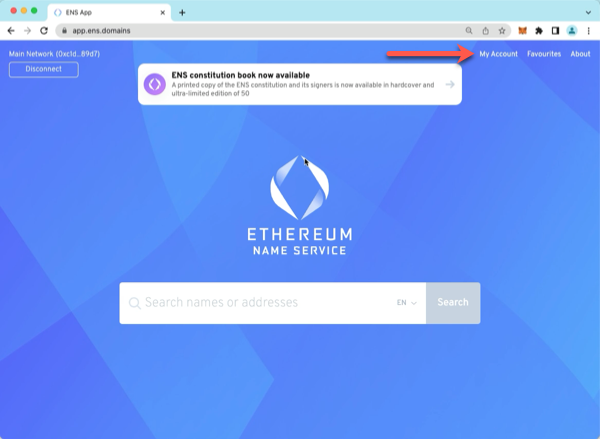 ENS App
app.ens.domains
Main Network (0xc1d...89d7)
My Account
Favourites
About
Disconnect
ENS constitution book now available
A printed copy of the ENS constitution and its signers is now available in hardcover and
ultra-limited edition of 50
ETHEREUM
NAME SERVICE
Search names or addresses
EN
Search